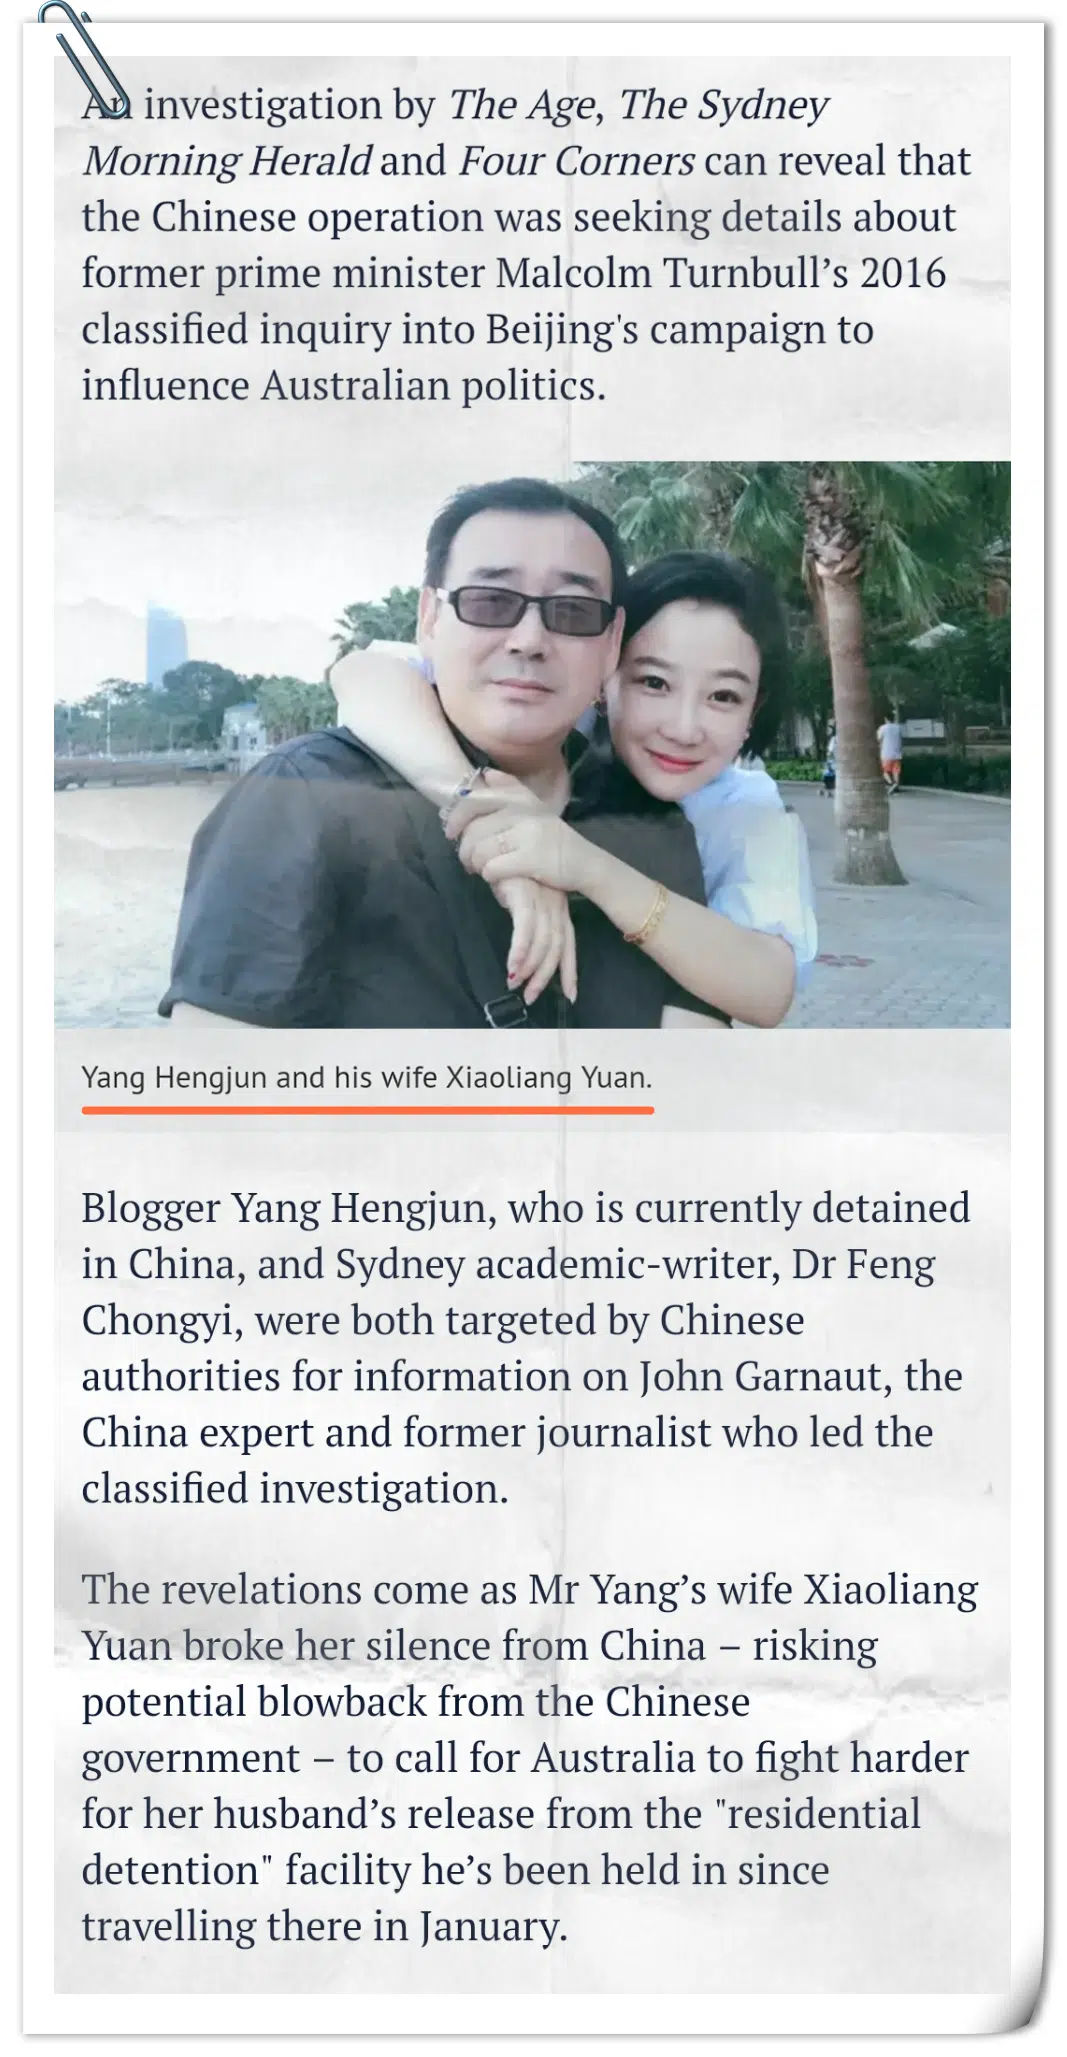 An investigation by The Age, The Sydney
Morning Herald and Four Corners can reveal that
the Chinese operation was seeking details about
former prime minister Malcolm Turnbull’s 2016
classified inquiry into Beijing's campaign to
influence Australian politics.
Yang Hengjun and his wife Xiaoliang Yuan.
Blogger Yang Hengjun, who is currently detained
in China, and Sydney academic-writer, Dr Feng
Chongyi, were both targeted by Chinese
authorities for information on John Garnaut, the
China expert and former journalist who led the
classified investigation.
The revelations come as Mr Yang’s wife Xiaoliang
Yuan broke her silence from China – risking
potential blowback from the Chinese
government – to call for Australia to fight harder
for her husband’s release from the "residential
detention" facility he’s been held in since
travelling there in January.